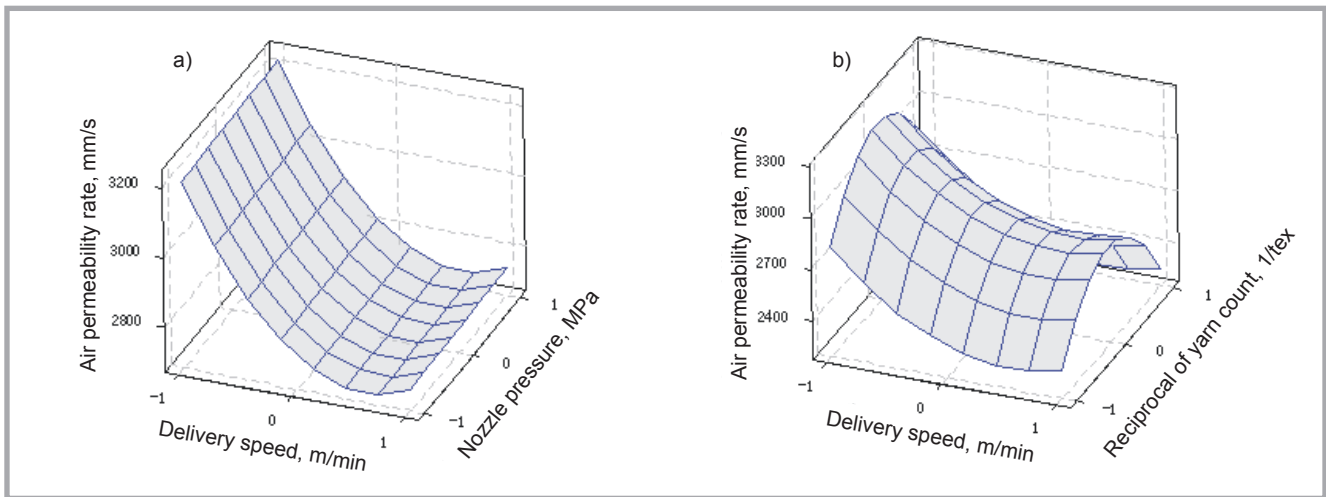 a)
Air permeability rate, mm/s
3200
3000
2800
−1
0
1
Delivery speed, m/min
−1
0
1
Nozzle pressure, MPa
b)
Air permeability rate, mm/s
3300
3000
2700
2400
−1
0
1
Delivery speed, m/min
−1
0
1
Reciprocal of yarn count, 1/tex